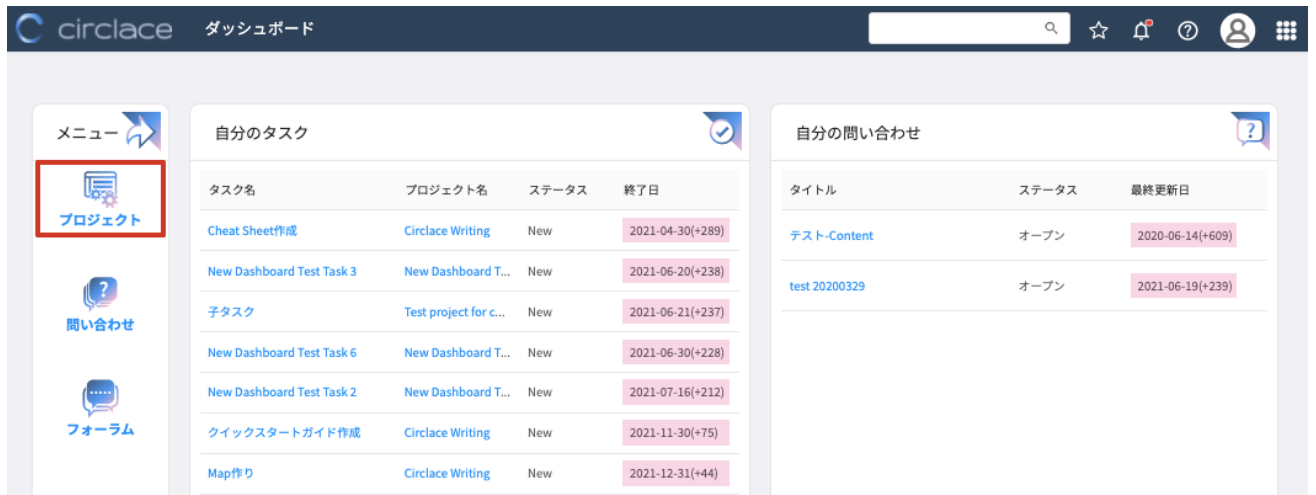 circlace ダッシュボード
メニュー
プロジェクト
問い合わせ
フォーラム
自分のタスク
タスク名 プロジェクト名 ステータス 終了日
Cheat Sheet作成 Circlace Writing New 2021-04-30(+289)
New Dashboard Test Task 3 New Dashboard T... New 2021-06-20(+238)
子タスク Test project for c... New 2021-06-21(+237)
New Dashboard Test Task 6 New Dashboard T... New 2021-06-30(+228)
New Dashboard Test Task 2 New Dashboard T... New 2021-07-16(+212)
クイックスタートガイド作成 Circlace Writing New 2021-11-30(+75)
Map作り Circlace Writing New 2021-12-31(+44)
自分の問い合わせ
タイトル ステータス 最終更新日
テスト-Content オープン 2020-06-14(+609)
test 20200329 オープン 2021-06-19(+239)